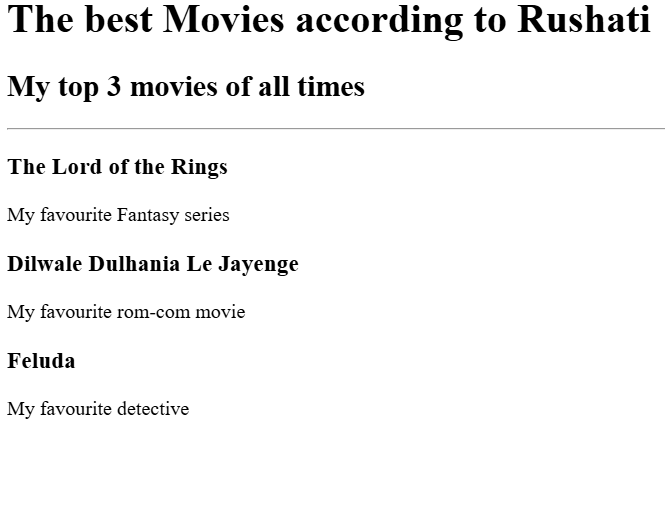 The best Movies according to Rushati
My top 3 movies of all times
The Lord of the Rings
My favourite Fantasy series
Dilwale Dulhania Le Jayenge
My favourite rom-com movie
Feluda
My favourite detective